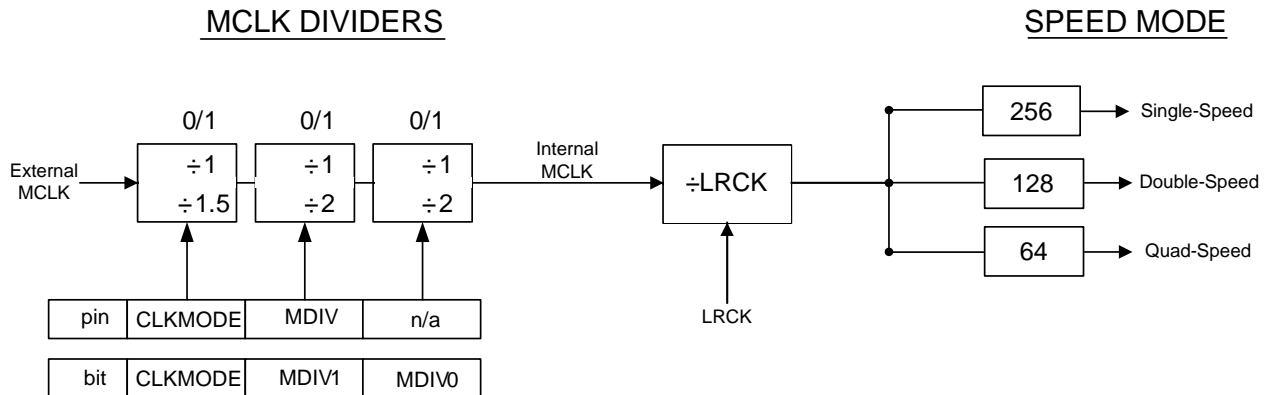 MCLK DIVIDERS
SPEED MODE
0/1 0/1 0/1
External
MCLK
÷1
÷1.5
÷1
÷2
÷1
÷2
Internal
MCLK
÷LRCK
LRCK
256 Single-Speed
128 Double-Speed
64 Quad-Speed
pin CLKMODE MDIV n/a
bit CLKMODE MDIV1 MDIV0